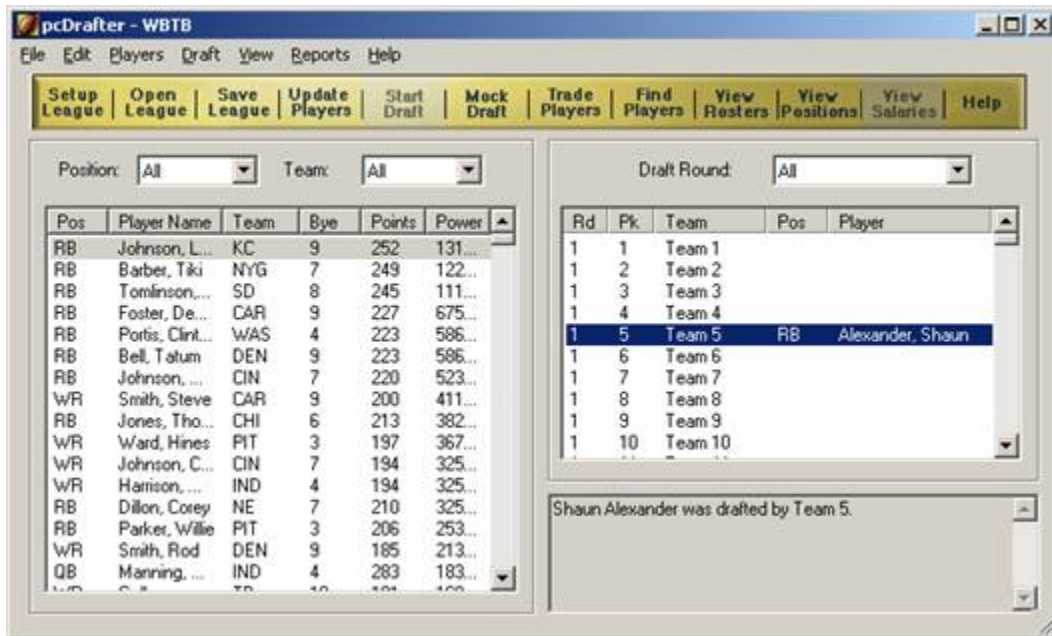 pcDrafter - WBTB
File Edit Players Draft View Reports Help
Setup League | Open League | Save League | Update Players | Start Draft | Mock Draft | Trade Players | Find Players | View Rosters | View Positions | View Salaries | Help
Position: All Team: All
Pos Player Name Team Bye Points Power
RB Johnson, L... KC 9 252 131...
RB Barber, Tiki NYG 7 249 122...
RB Tomlinson,... SD 8 245 111...
RB Foster, De... CAR 9 227 675...
RB Portis, Clint... WAS 4 223 586...
RB Bell, Tatum DEN 9 223 586...
RB Johnson, ... CIN 7 220 523...
WR Smith, Steve CAR 9 200 411...
RB Jones, Tho... CHI 6 213 382...
WR Ward, Hines PIT 3 197 367...
WR Johnson, C... CIN 7 194 325...
WR Harrison, ... IND 4 194 325...
RB Dillon, Corey NE 7 210 325...
RB Parker, Willie PIT 3 206 253...
WR Smith, Rod DEN 9 185 213...
QB Manning, ... IND 4 283 183...
Draft Round: All
Rd Pk Team Pos Player
1 1 Team 1
1 2 Team 2
1 3 Team 3
1 4 Team 4
1 5 Team 5 RB Alexander, Shaun
1 6 Team 6
1 7 Team 7
1 8 Team 8
1 9 Team 9
1 10 Team 10
Shaun Alexander was drafted by Team 5.